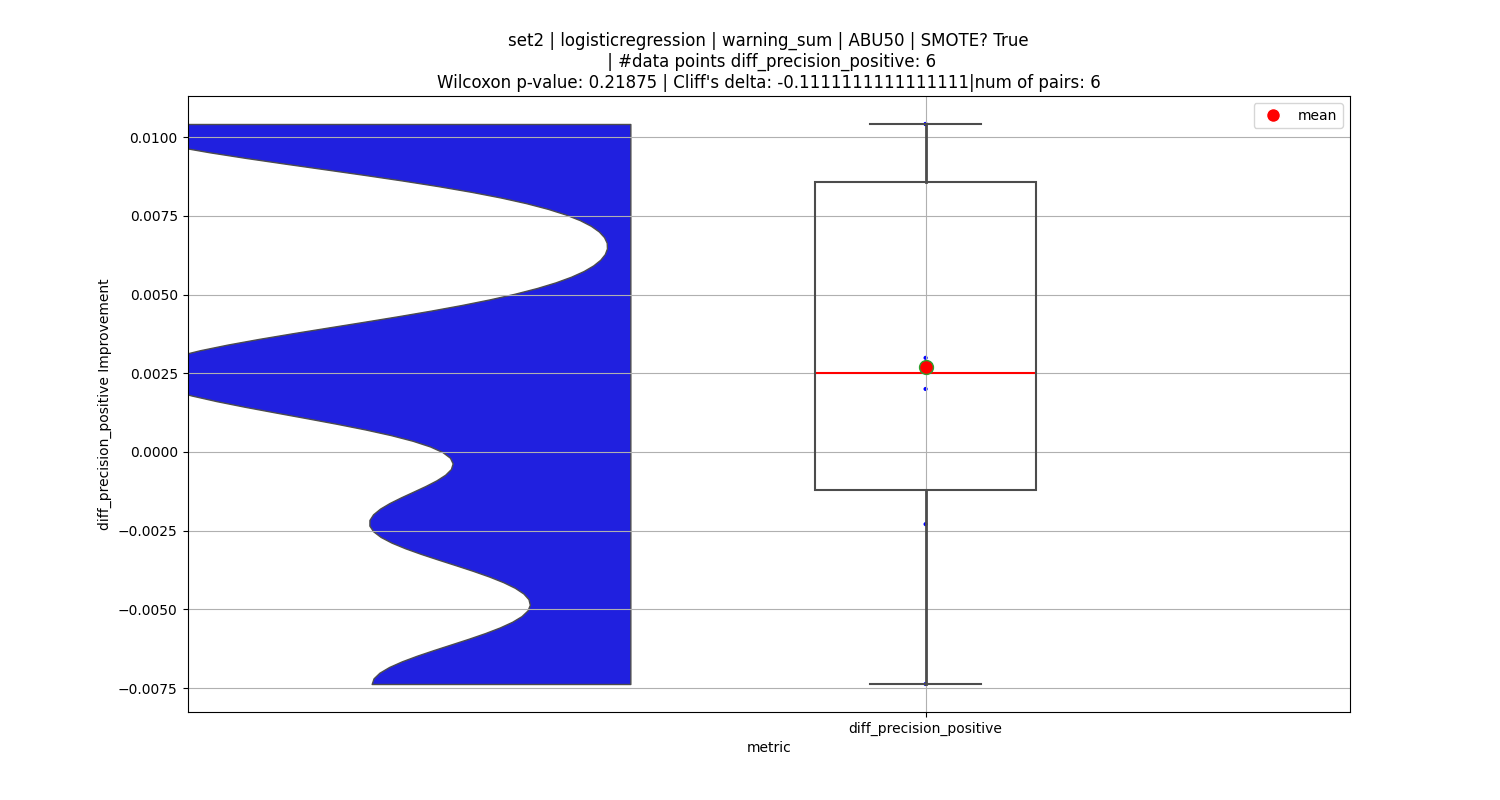 set2 | logisticregression | warning_sum | ABU50 | SMOTE? True
| #data points diff_precision_positive: 6
Wilcoxon p-value: 0.21875 | Cliff's delta: -0.1111111111111111|num of pairs: 6
mean
0.0100
0.0075
0.0050
0.0025
0.0000
−0.0025
−0.0050
−0.0075
diff_precision_positive Improvement
diff_precision_positive
metric